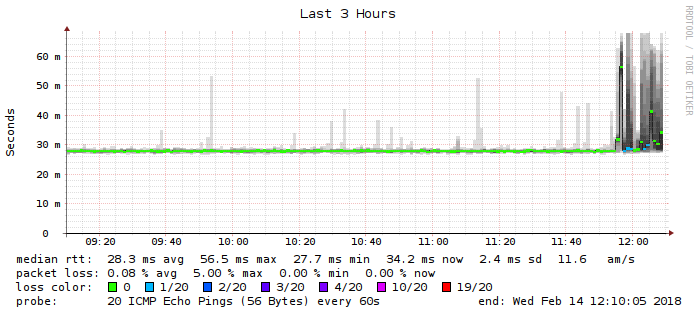 Last 3 Hours
RRDTOOL / TOBI OETIKER
Seconds
60 m
50 m
40 m
30 m
20 m
10 m
0
09:20 09:40 10:00 10:20 10:40 11:00 11:20 11:40 12:00
median rtt: 28.3 ms avg 56.5 ms max 27.7 ms min 34.2 ms now 2.4 ms sd 11.6 am/s
packet loss: 0.08 % avg 5.00 % max 0.00 % min 0.00 % now
loss color: 0 1/20 2/20 3/20 4/20 10/20 19/20
probe: 20 ICMP Echo Pings (56 Bytes) every 60s end: Wed Feb 14 12:10:05 2018